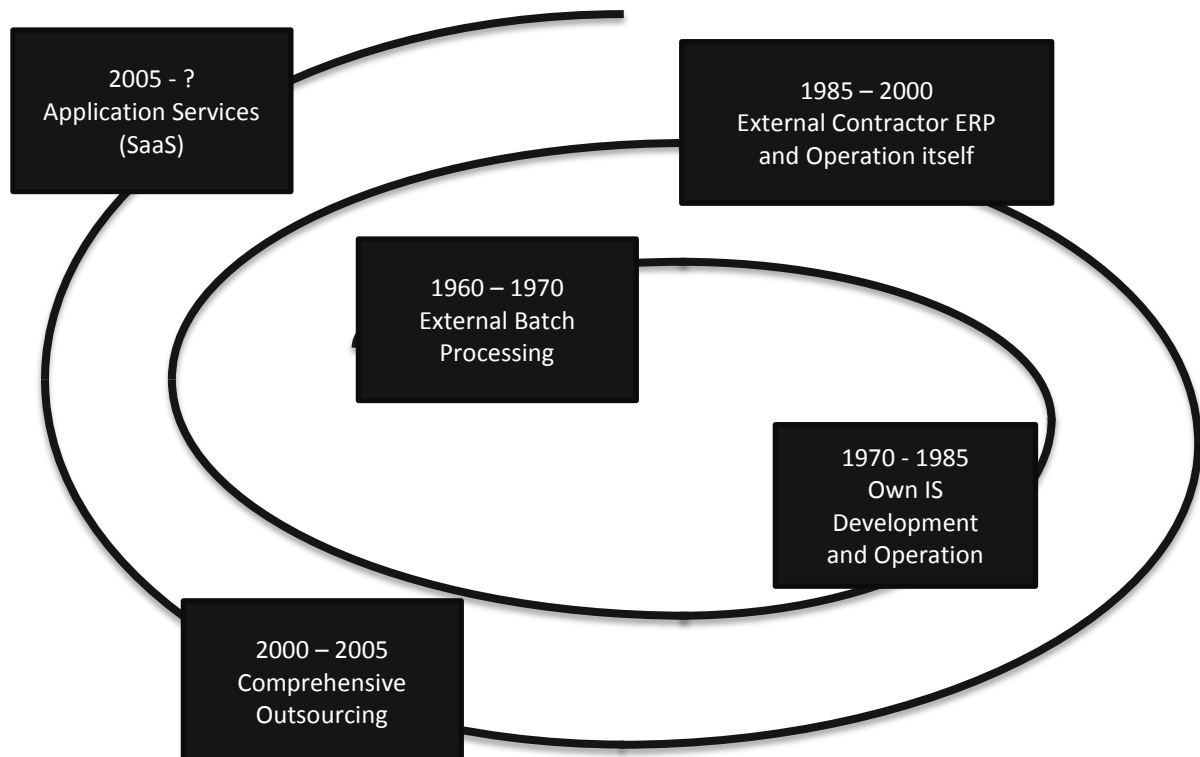 2005 - ?
Application Services
(SaaS)
1985 – 2000
External Contractor ERP
and Operation itself
1960 – 1970
External Batch
Processing
1970 - 1985
Own IS
Development
and Operation
2000 – 2005
Comprehensive
Outsourcing